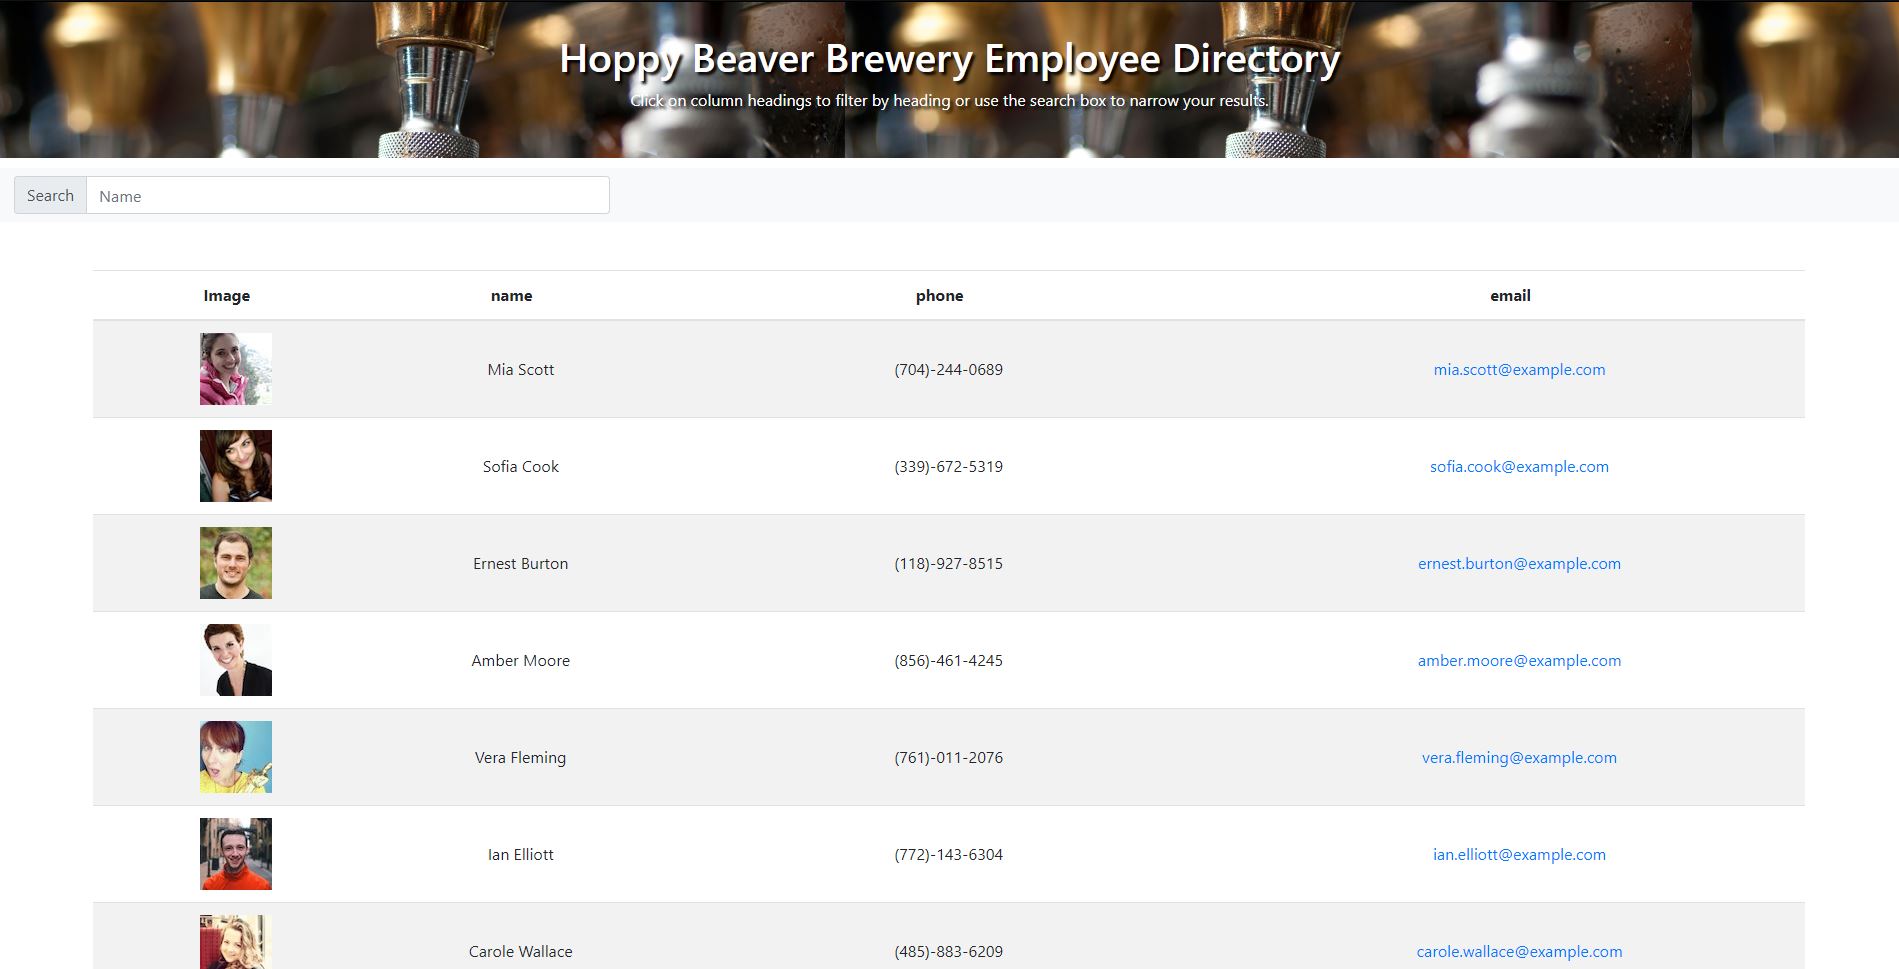 Hoppy Beaver Brewery Employee Directory
Click on column headings to filter by heading or use the search box to narrow your results.
Search Name
Image name phone email
Mia Scott (704)-244-0689 mia.scott@example.com
Sofia Cook (339)-672-5319 sofia.cook@example.com
Ernest Burton (118)-927-8515 ernest.burton@example.com
Amber Moore (856)-461-4245 amber.moore@example.com
Vera Fleming (761)-011-2076 vera.fleming@example.com
Ian Elliott (772)-143-6304 ian.elliott@example.com
Carole Wallace (485)-883-6209 carole.wallace@example.com